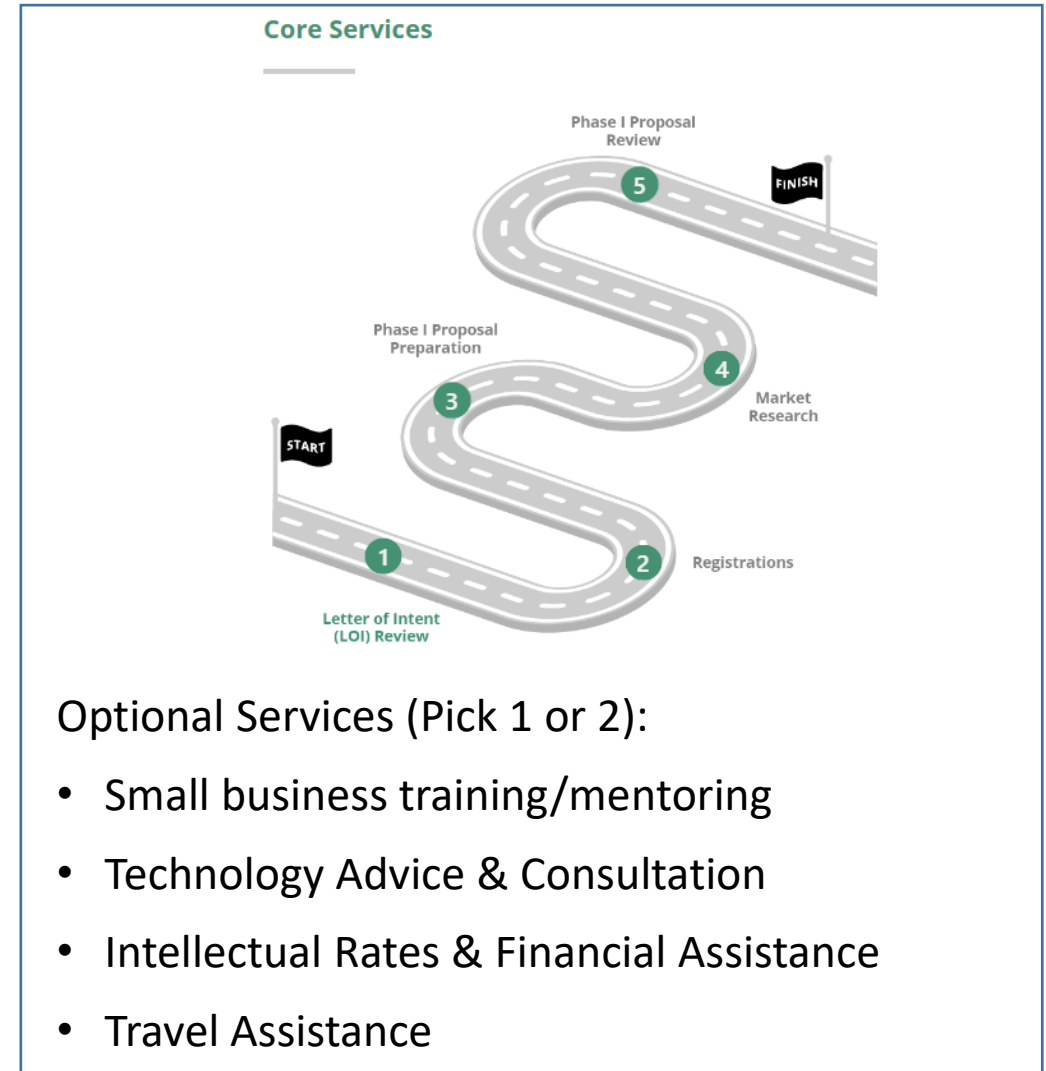 Core Services
Phase I Proposal
Review
5
FINISH
Phase I Proposal
Preparation
4
3
Market
Research
START
1
2
Registrations
Letter of Intent
(LOI) Review
Optional Services (Pick 1 or 2):
• Small business training/mentoring
• Technology Advice & Consultation
• Intellectual Rates & Financial Assistance
• Travel Assistance